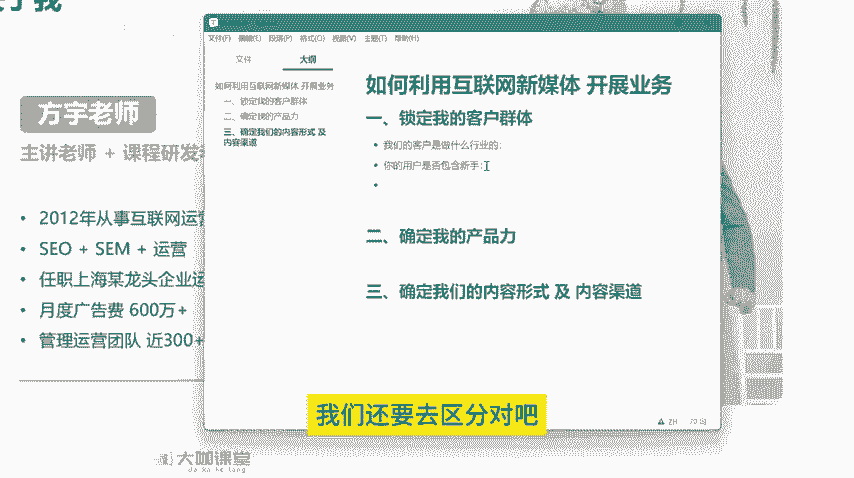 方宇老师
主讲老师 + 课程研发
2012年从事互联网运营
SEO + SEM + 运营
任职上海某龙头企业运
月度广告费 600万+
管理运营团队 近300+
文件(F) 编辑(E) 段落(P) 格式(O) 视图(V) 主题(T) 帮助(H)
文件 大纲
如何利用互联网新媒体 开展业务
一、锁定我的客户群体
二、确定我的产品力
三、确定我们的内容形式 及
内容渠道
如何利用互联网新媒体 开展业务
一、锁定我的客户群体
我们的客户是做什么行业的:
你的用户是否包含新手:
二、确定我的产品力
三、确定我们的内容形式 及 内容渠道
ZH 70 词
我们还要去区分对吧
大咖课堂
da ka ke tang